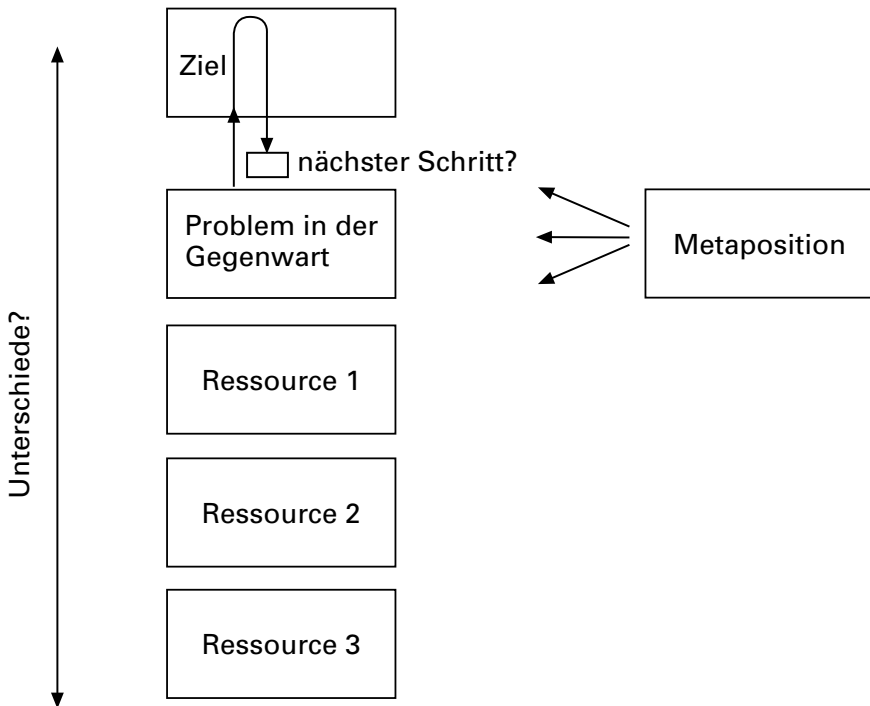 Ziel
nächster Schritt?
Problem in der
Gegenwart
Metaposition
Unterschiede?
Ressource 1
Ressource 2
Ressource 3